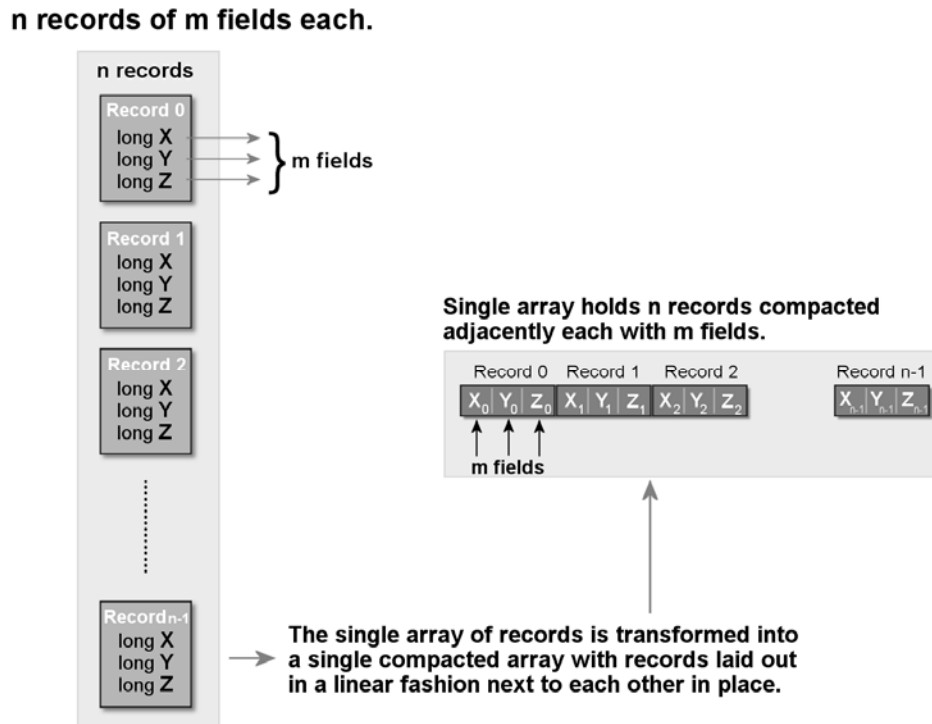 n records of m fields each.
n records
Record 0
long X
long Y
long Z
m fields
Record 1
long X
long Y
long Z
Record 2
long X
long Y
long Z
Recordn-1
long X
long Y
long Z
Single array holds n records compacted
adjacently each with m fields.
Record 0 Record 1 Record 2 Record n-1
X0 Y0 Z0 X1 Y1 Z1 X2 Y2 Z2 Xn-1 Yn-1 Zn-1
m fields
The single array of records is transformed into
a single compacted array with records laid out
in a linear fashion next to each other in place.